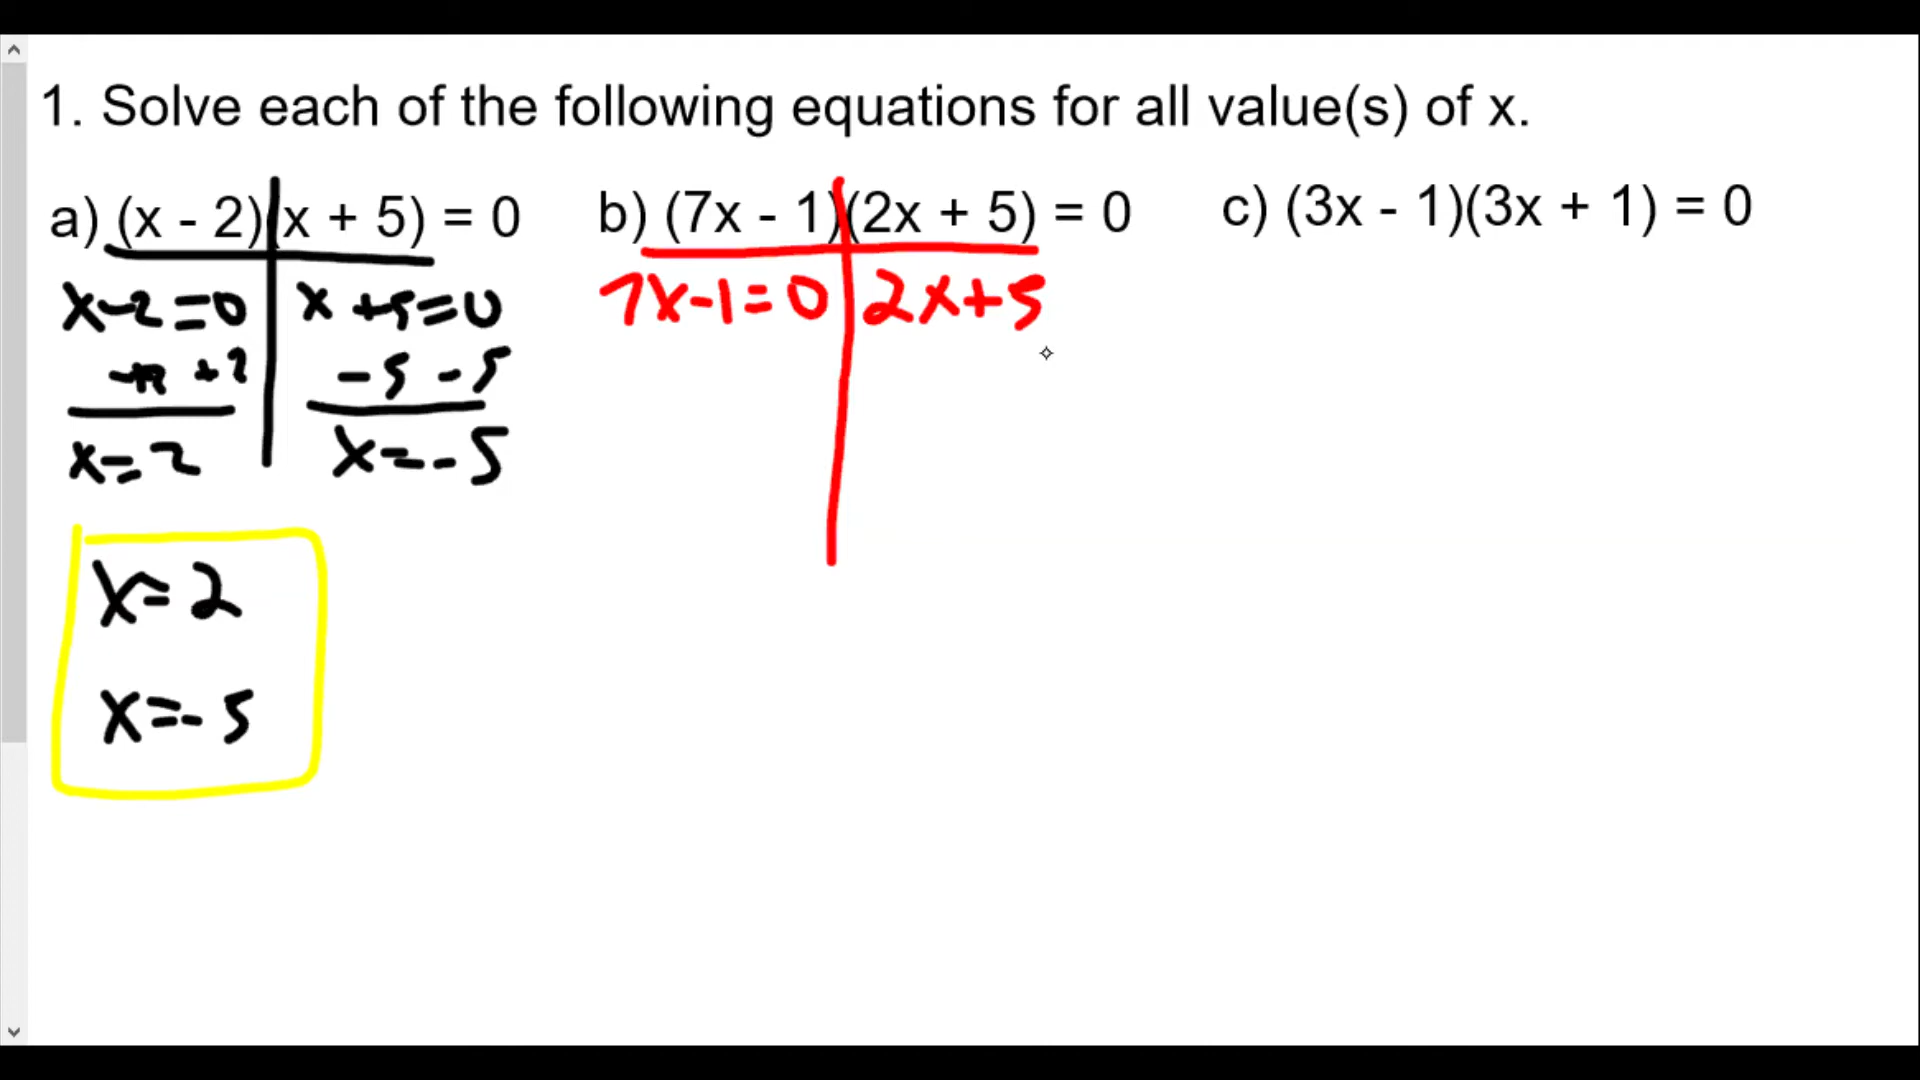 1. Solve each of the following equations for all value(s) of x.
a) (x - 2)(x + 5) = 0
x-2=0 x+5=0
+2 +2 -5 -5
x=2 x=-5
x=2
x=-5
b) (7x - 1)(2x + 5) = 0
7x-1=0 2x+5
c) (3x - 1)(3x + 1) = 0